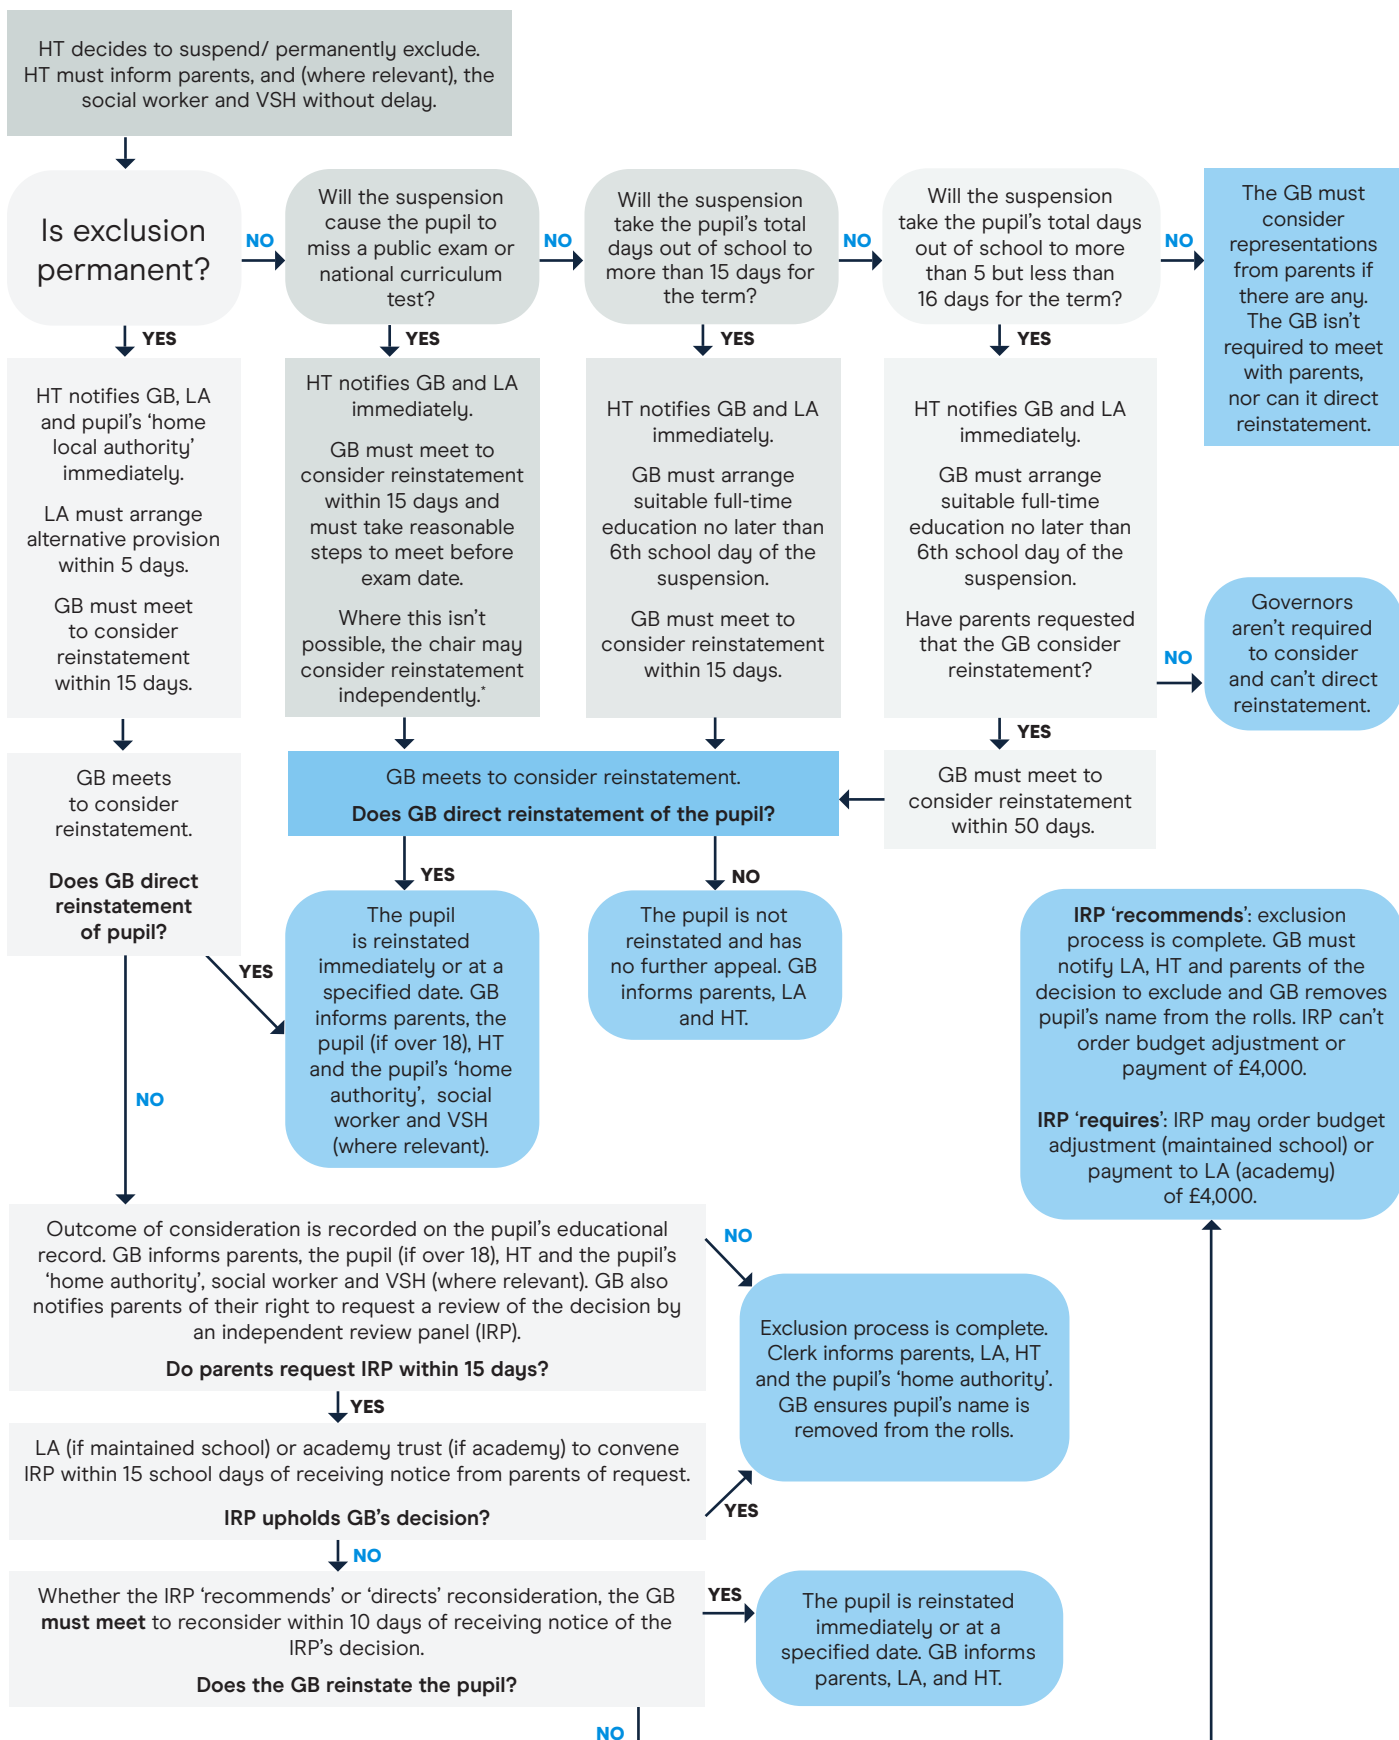 HT decides to suspend/ permanently exclude.
HT must inform parents, and (where relevant), the
social worker and VSH without delay.
Is exclusion
permanent?
NO
Will the suspension
cause the pupil to
miss a public exam or
national curriculum
test?
NO
Will the suspension
take the pupil's total
days out of school to
more than 15 days for
the term?
NO
Will the suspension
take the pupil's total days
out of school to more
than 5 but less than
16 days for the term?
NO
The GB must
consider
representations
from parents if
there are any.
The GB isn't
required to meet
with parents,
nor can it direct
reinstatement.
YES
YES
YES
YES
HT notifies GB, LA
and pupil's 'home
local authority'
immediately.
LA must arrange
alternative provision
within 5 days.
GB must meet
to consider
reinstatement
within 15 days.
HT notifies GB and LA
immediately.
GB must meet to
consider reinstatement
within 15 days and
must take reasonable
steps to meet before
exam date.
Where this isn't
possible, the chair may
consider reinstatement
independently.*
HT notifies GB and LA
immediately.
GB must arrange
suitable full-time
education no later than
6th school day of the
suspension.
GB must meet to
consider reinstatement
within 15 days.
HT notifies GB and LA
immediately.
GB must arrange
suitable full-time
education no later than
6th school day of the
suspension.
Have parents requested
that the GB consider
reinstatement?
NO
Governors
aren't required
to consider
and can't direct
reinstatement.
YES
GB meets
to consider
reinstatement.
Does GB direct
reinstatement
of pupil?
GB meets to consider reinstatement.
Does GB direct reinstatement of the pupil?
GB must meet to
consider reinstatement
within 50 days.
YES
NO
YES
The pupil
is reinstated
immediately or at a
specified date. GB
informs parents, the
pupil (if over 18), HT
and the pupil's 'home
authority', social
worker and VSH
(where relevant).
The pupil is not
reinstated and has
no further appeal. GB
informs parents, LA
and HT.
IRP 'recommends': exclusion
process is complete. GB must
notify LA, HT and parents of the
decision to exclude and GB removes
pupil's name from the rolls. IRP can't
order budget adjustment or
payment of £4,000.
IRP 'requires': IRP may order budget
adjustment (maintained school) or
payment to LA (academy)
of £4,000.
NO
Outcome of consideration is recorded on the pupil's educational
record. GB informs parents, the pupil (if over 18), HT and the pupil's
'home authority', social worker and VSH (where relevant). GB also
notifies parents of their right to request a review of the decision by
an independent review panel (IRP).
Do parents request IRP within 15 days?
NO
Exclusion process is complete.
Clerk informs parents, LA, HT
and the pupil's 'home authority'.
GB ensures pupil's name is
removed from the rolls.
YES
LA (if maintained school) or academy trust (if academy) to convene
IRP within 15 school days of receiving notice from parents of request.
IRP upholds GB's decision?
YES
NO
Whether the IRP 'recommends' or 'directs' reconsideration, the GB
must meet to reconsider within 10 days of receiving notice of the
IRP's decision.
Does the GB reinstate the pupil?
YES
The pupil is reinstated
immediately or at a
specified date. GB informs
parents, LA, and HT.
NO